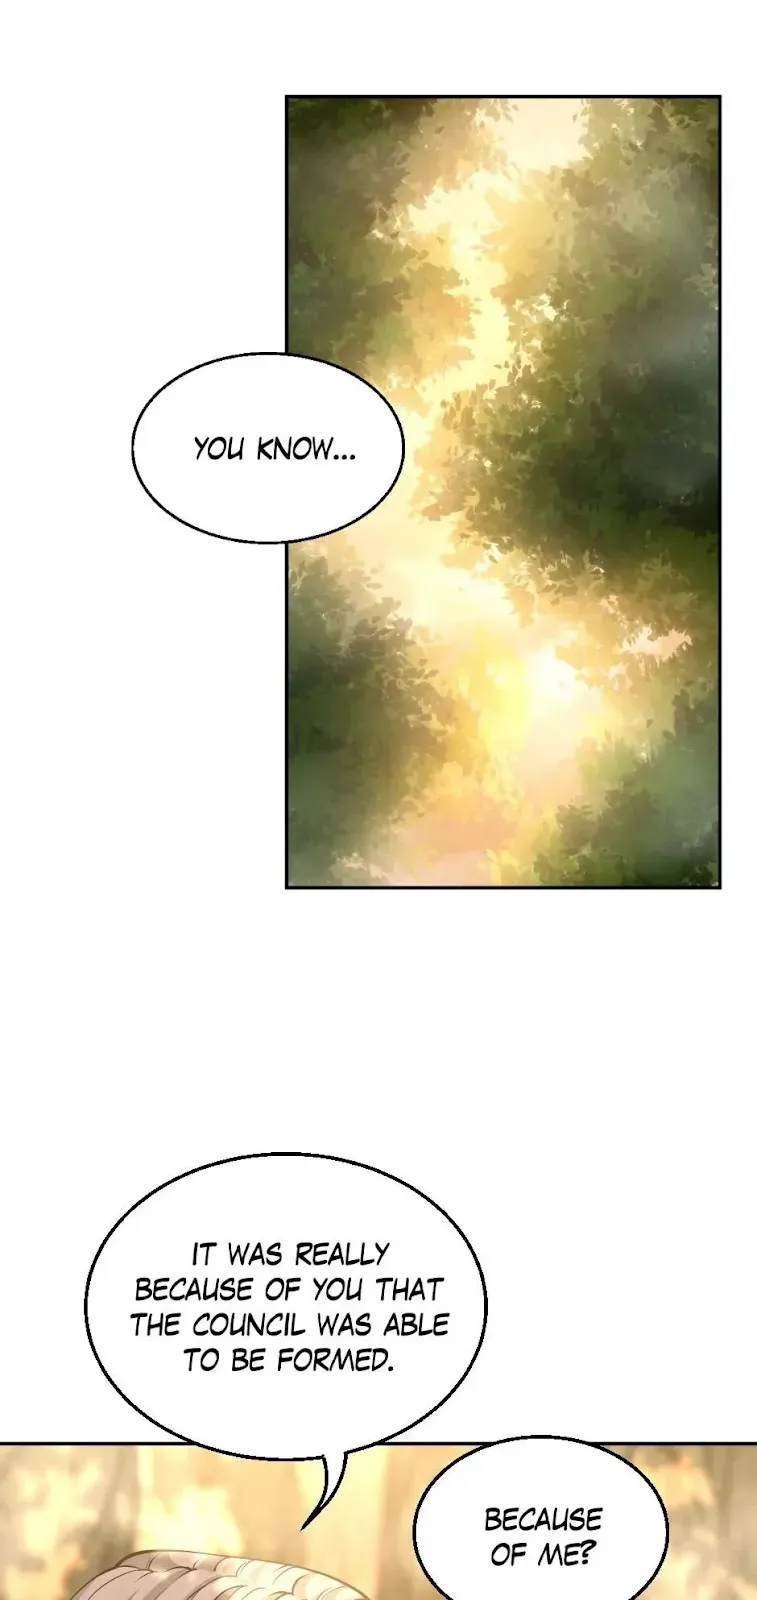 YOU KNOW...
IT WAS REALLY
BECAUSE OF YOU THAT
THE COUNCIL WAS ABLE
TO BE FORMED.
BECAUSE
OF ME?